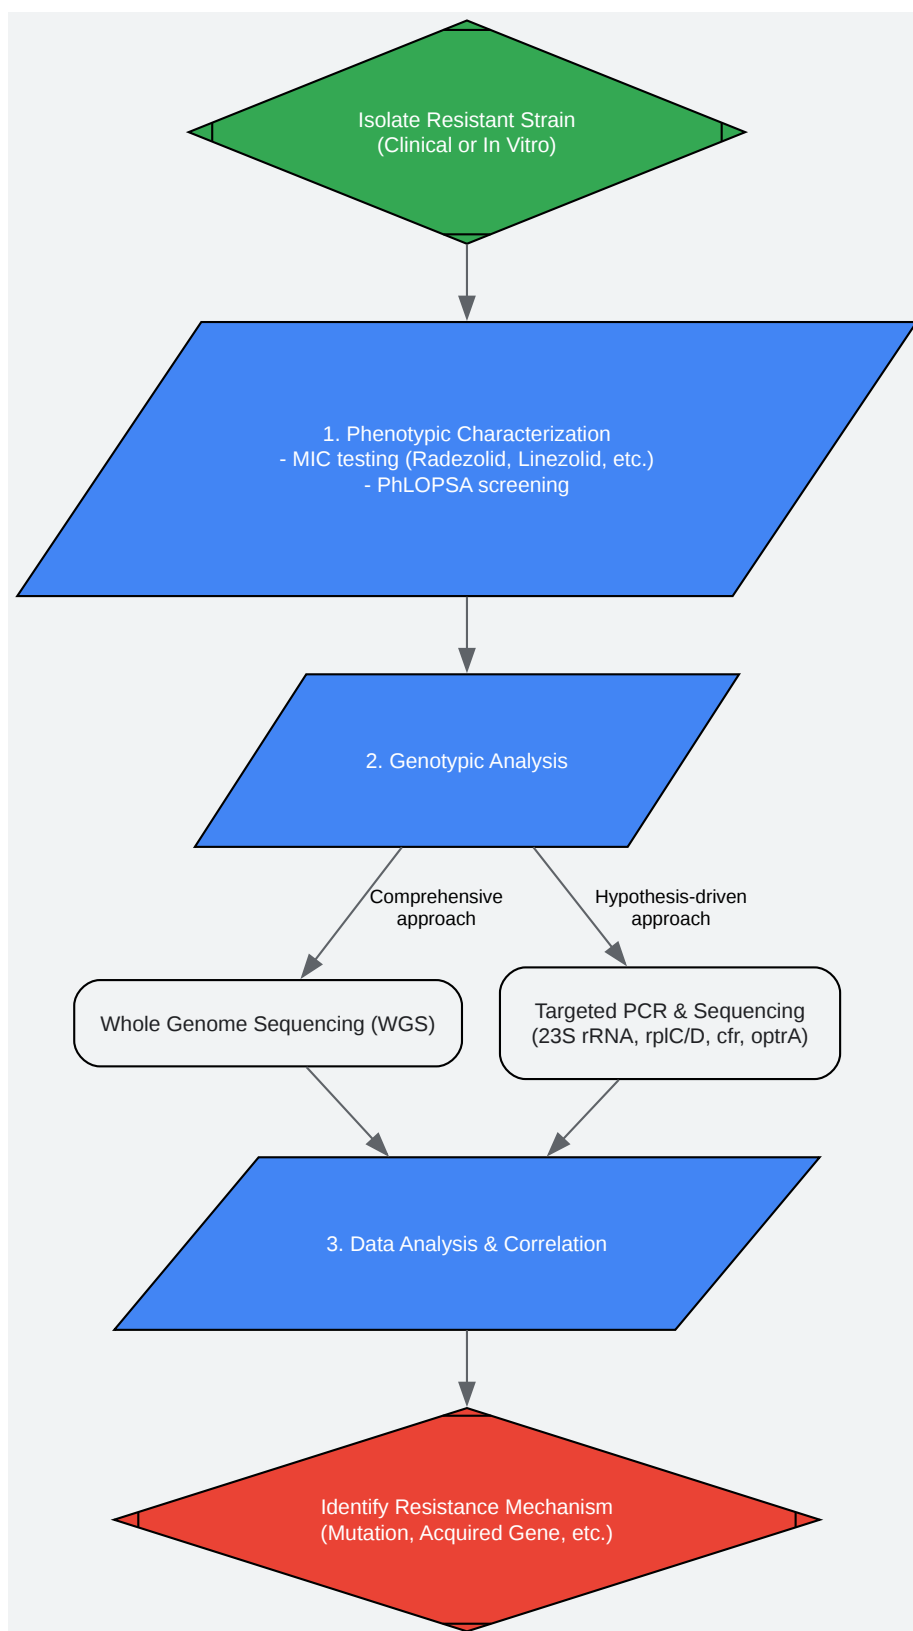 Isolate Resistant Strain
(Clinical or In Vitro)
1. Phenotypic Characterization
- MIC testing (Radezolid, Linezolid, etc.)
- PhLOPSA screening
2. Genotypic Analysis
Comprehensive
approach
Hypothesis-driven
approach
Whole Genome Sequencing (WGS)
Targeted PCR & Sequencing
(23S rRNA, rplC/D, cfr, optrA)
3. Data Analysis & Correlation
Identify Resistance Mechanism
(Mutation, Acquired Gene, etc.)